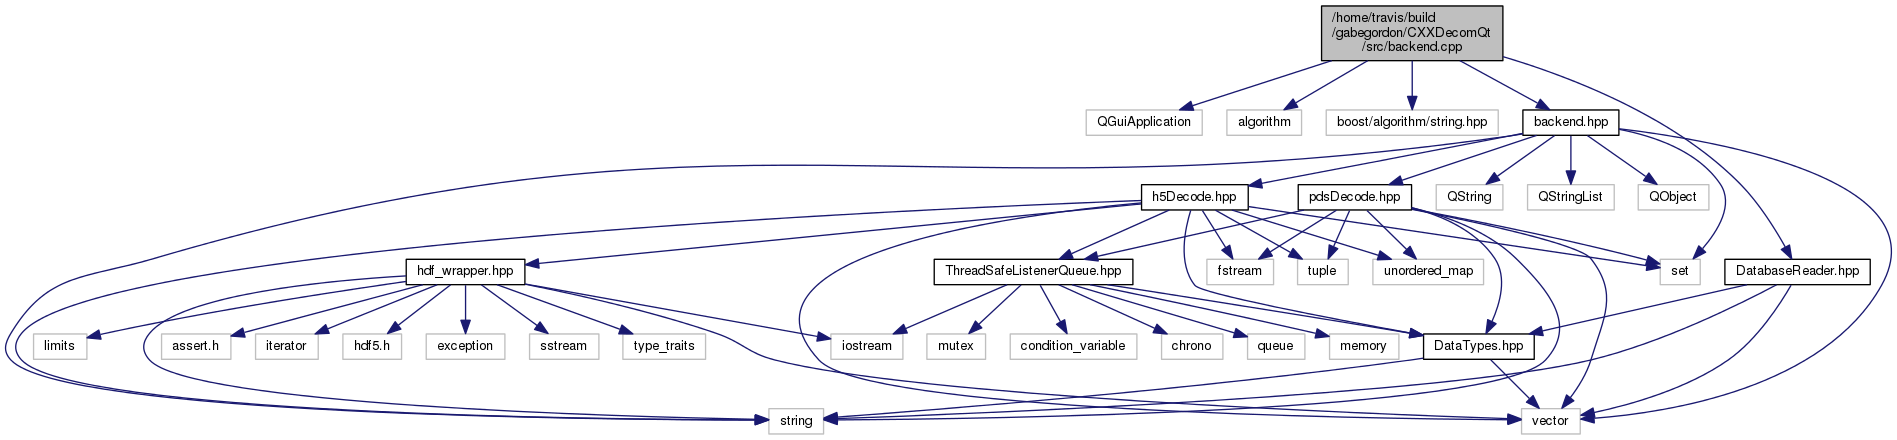 /home/travis/build
/gabegordon/CXXDecomQt
/src/backend.cpp
QGuiApplication
algorithm
boost/algorithm/string.hpp
backend.hpp
h5Decode.hpp
pdsDecode.hpp
QString
QStringList
QObject
hdf_wrapper.hpp
ThreadSafeListenerQueue.hpp
fstream
tuple
unordered_map
set
DatabaseReader.hpp
limits
assert.h
iterator
hdf5.h
exception
sstream
type_traits
iostream
mutex
condition_variable
chrono
queue
memory
DataTypes.hpp
string
vector